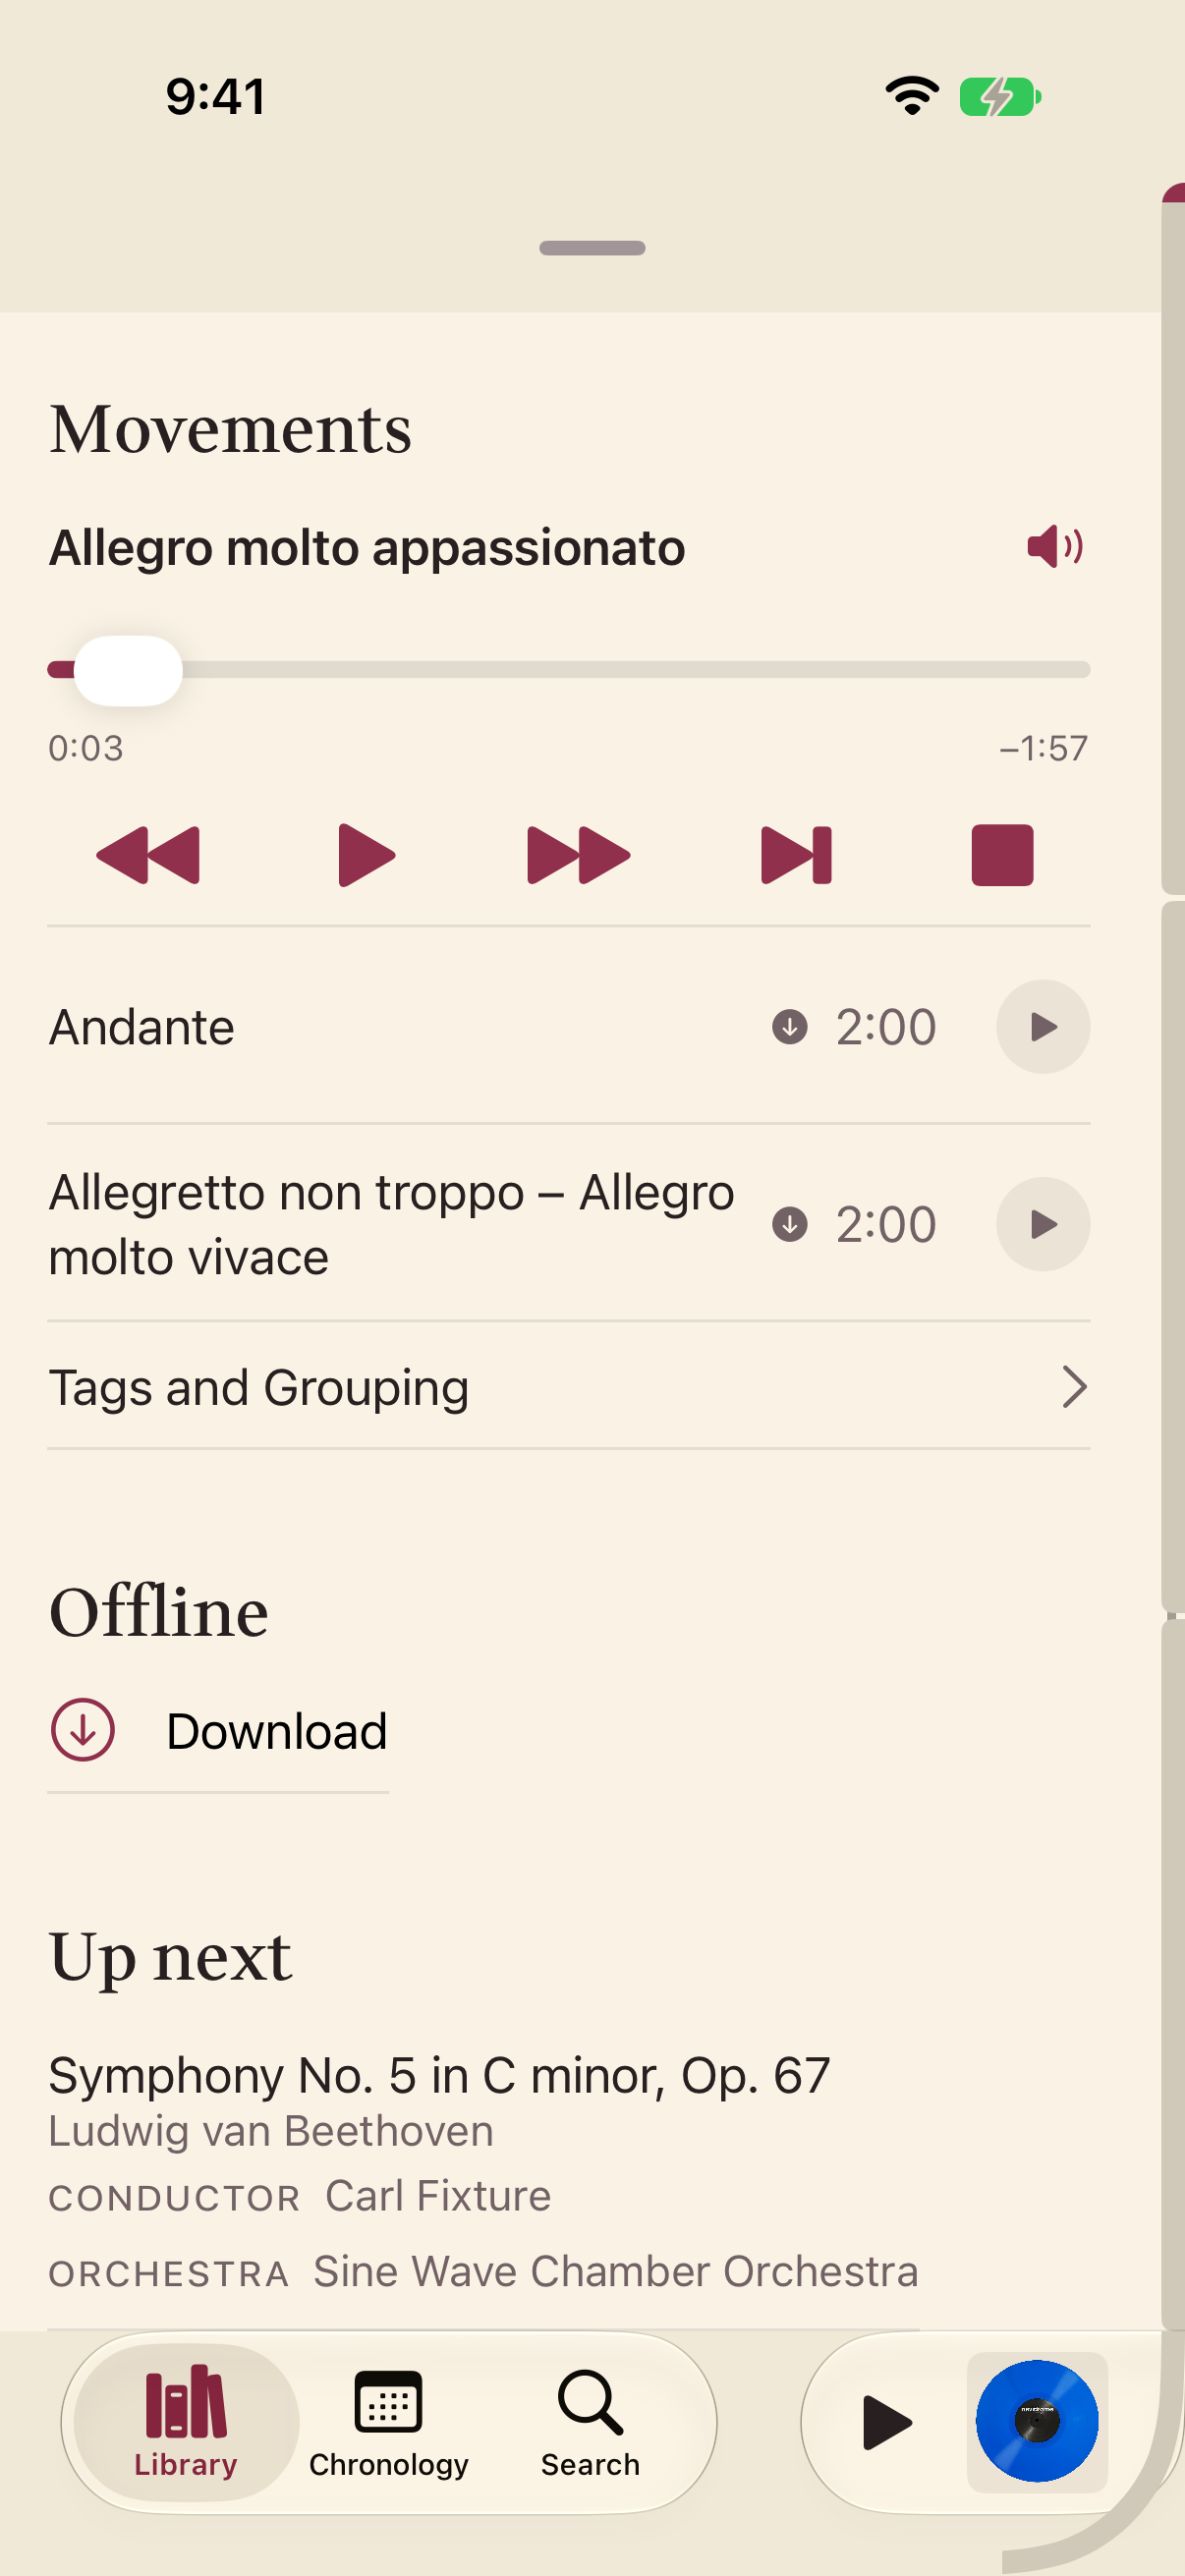 9:41
Movements
Allegro molto appassionato
0:03 –1:57
Andante 2:00
Allegretto non troppo – Allegro
molto vivace 2:00
Tags and Grouping
Offline
Download
Up next
Symphony No. 5 in C minor, Op. 67
Ludwig van Beethoven
CONDUCTOR Carl Fixture
ORCHESTRA Sine Wave Chamber Orchestra
Library Chronology Search